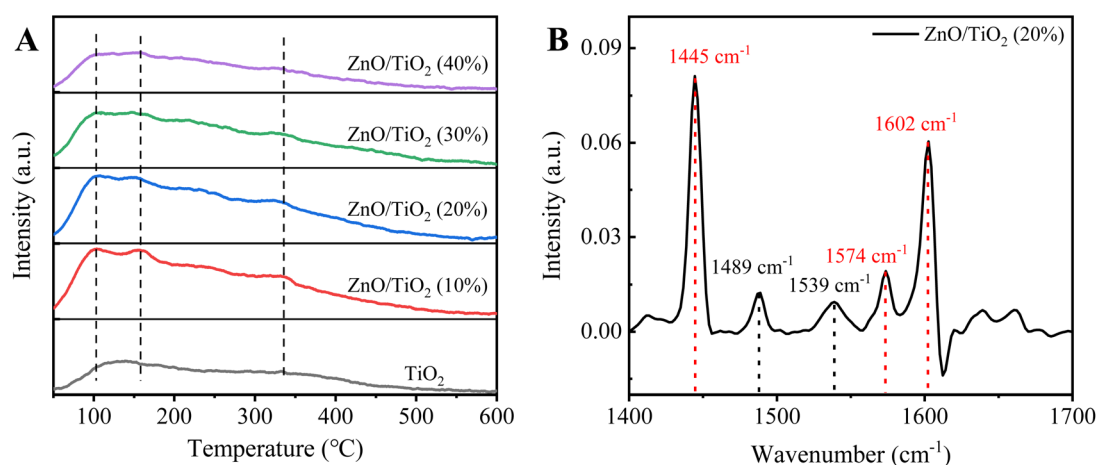 A
ZnO/TiO₂ (40%)
ZnO/TiO₂ (30%)
ZnO/TiO₂ (20%)
ZnO/TiO₂ (10%)
TiO₂
Intensity (a.u.)
100 200 300 400 500 600
Temperature (℃)
B
ZnO/TiO₂ (20%)
1445 cm⁻¹
1602 cm⁻¹
1574 cm⁻¹
1489 cm⁻¹
1539 cm⁻¹
0.09
0.06
0.03
0.00
Intensity (a.u.)
1400 1500 1600 1700
Wavenumber (cm⁻¹)